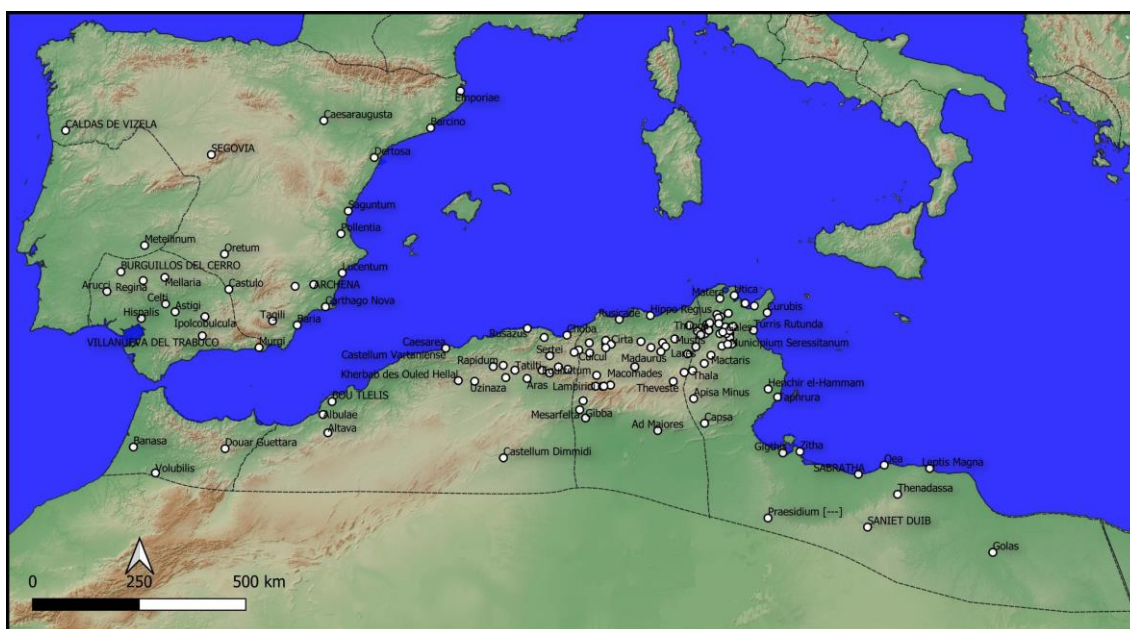 Emporiae
Caesaraugusta
Barcino
CALDAS DE VIZELA
SEGOVIA
Dertosa
Saguntum
Pollentia
Metellinum
Oretum
BURGUILLOS DEL CERRO
Lucentum
Arucci
Regina
Mellaria
Castulo
ARCHENA
Celti
Astigi
Carthago Nova
Hispalis
Ipolcobulcula
Tagili
Baria
VILLANUEVA DEL TRABUCO
Murgi
Matera
Utica
Rusicade
Hippo Regius
Curubis
Rusazus
Choba
Turris Rutunda
Caesarea
Cirta
Mustis
Municipium Seressitanum
Castellum Vartaniense
Sertei
Cuicul
Lares
Rapidum
Tatilti
Madaurus
Mactaris
Kherbab des Ouled Hellal
Macomades
Thala
Uzinaza
Aras
Theveste
Henchir el-Hammam
BOU TLELIS
Apisa Minus
Taphrura
Albulae
Mesarfelta
Gibba
Altava
Ad Maiores
Capsa
Banasa
Douar Guettara
Gigthis
Zitha
Volubilis
Castellum Dimmidi
SABRATHA
Oea
Leptis Magna
Thenadassa
Praesidium [---]
SANIET DUIB
Golas
0 250 500 km